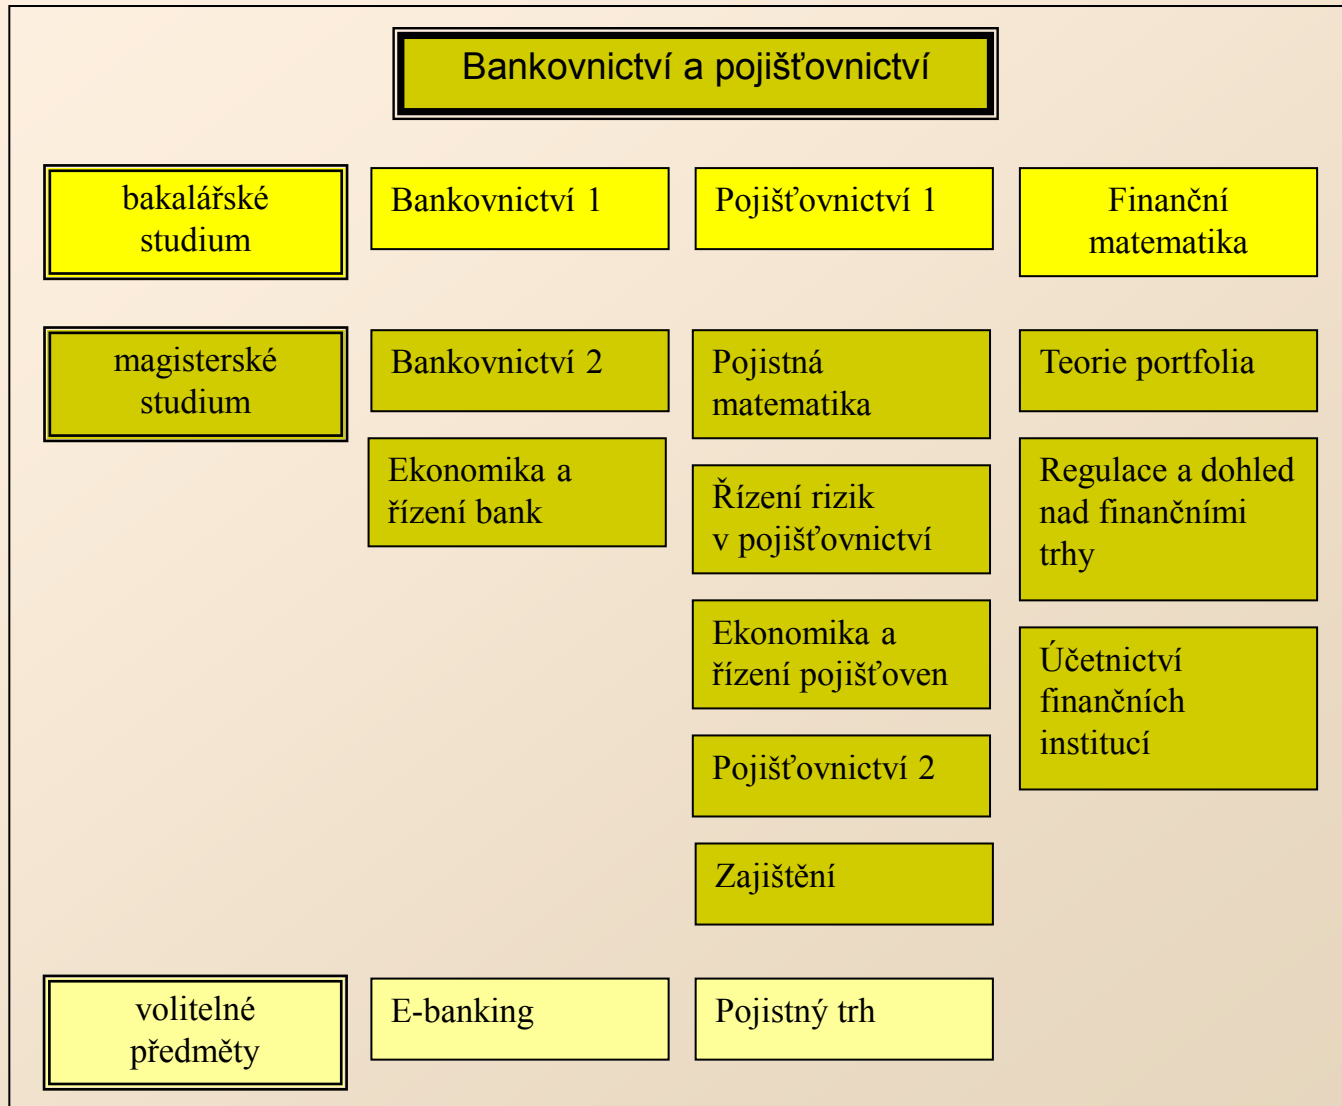 Bankovnictví a pojišťovnictví
bakalářské
studium
Bankovnictví 1
Pojišťovnictví 1
Finanční
matematika
magisterské
studium
Bankovnictví 2
Ekonomika a
řízení bank
Pojistná
matematika
Řízení rizik
v pojišťovnictví
Ekonomika a
řízení pojišťoven
Pojišťovnictví 2
Zajištění
Teorie portfolia
Regulace a dohled
nad finančními
trhy
Účetnictví
finančních
institucí
volitelné
předměty
E-banking
Pojistný trh